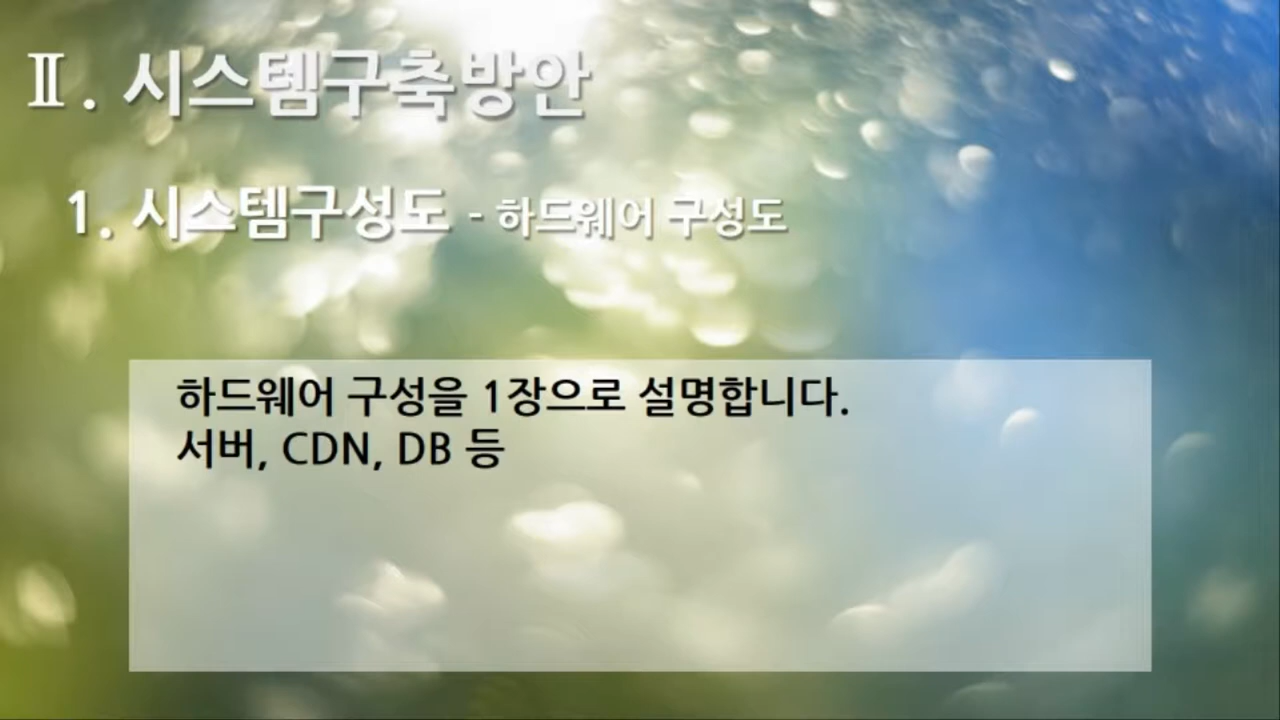 Ⅱ. 시스템구축방안
1. 시스템구성도 - 하드웨어 구성도
하드웨어 구성을 1장으로 설명합니다.
서버, CDN, DB 등